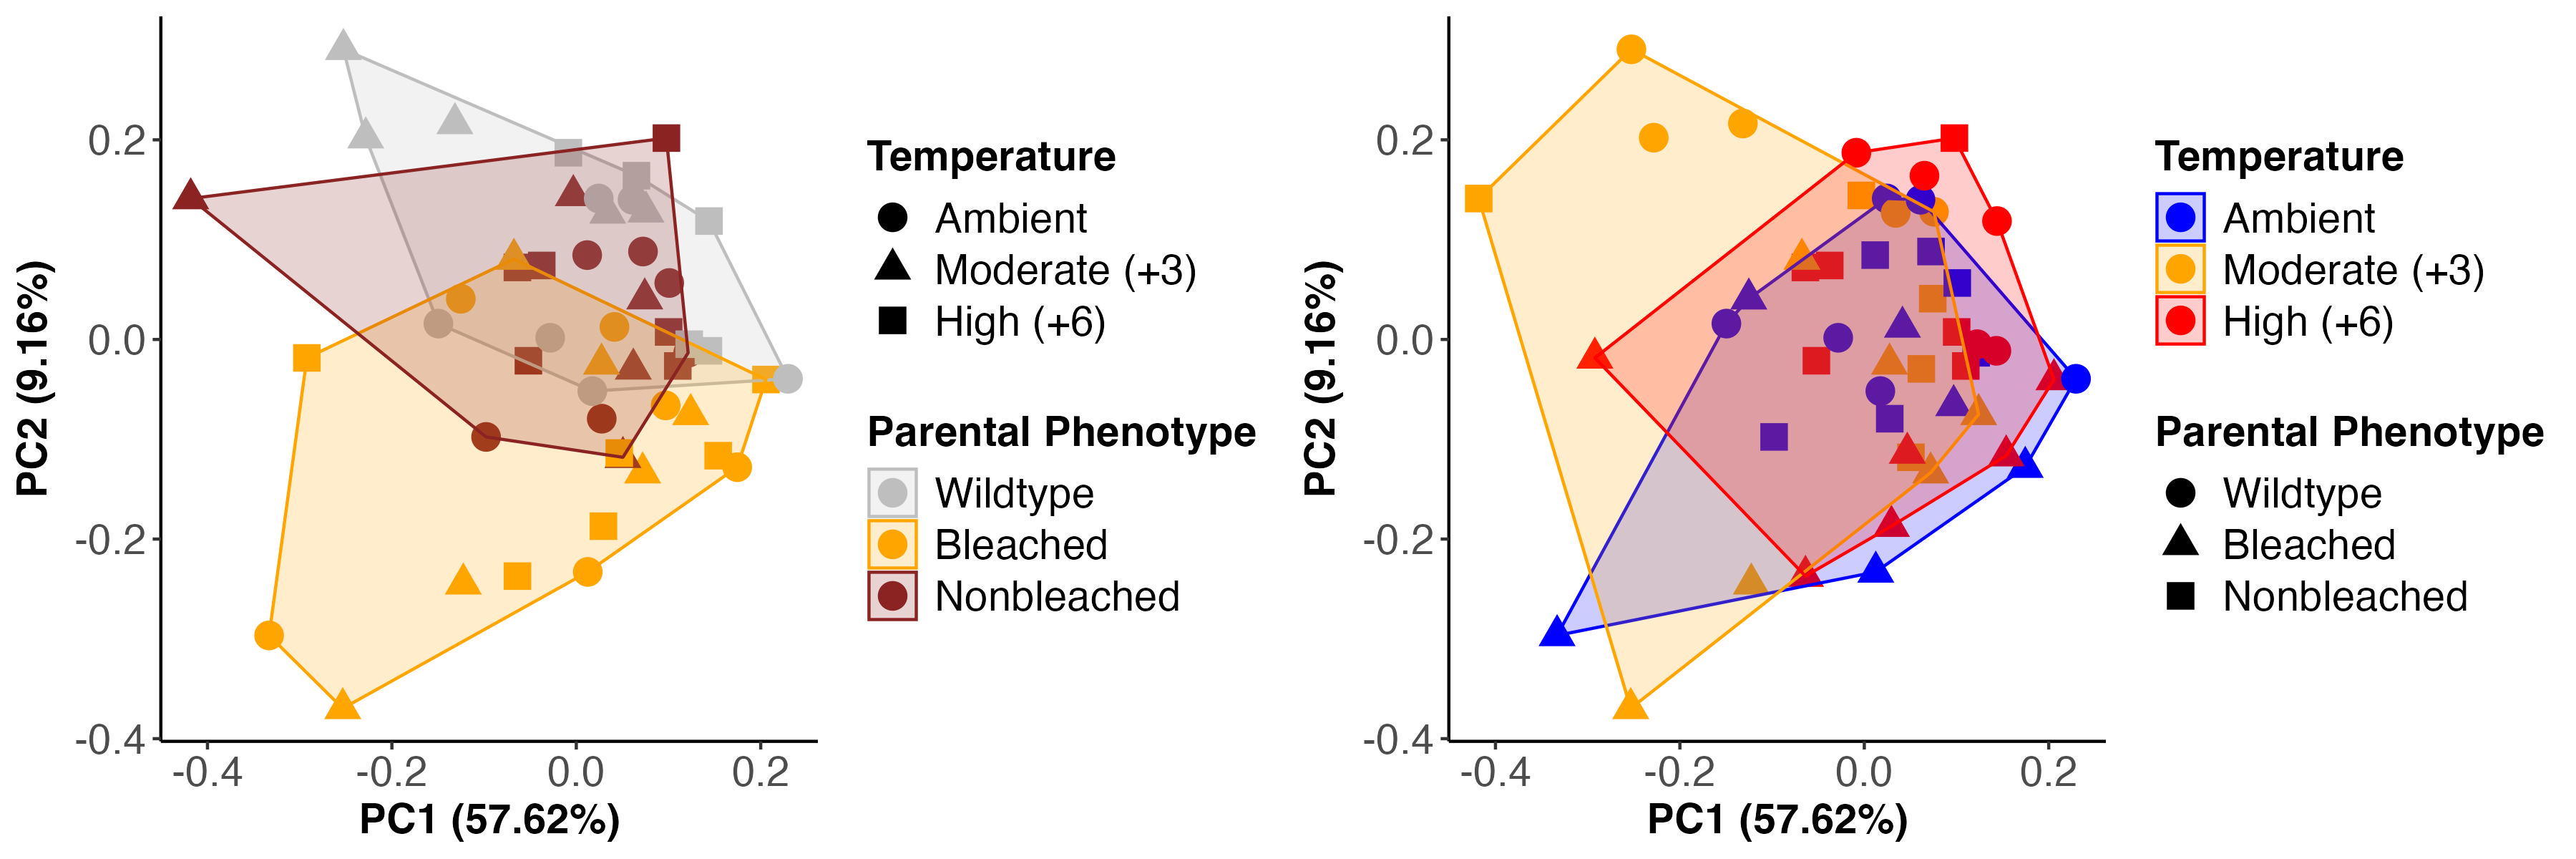 PC2 (9.16%)
0.2
0.0
-0.2
-0.4
-0.4
-0.2
0.0
0.2
PC1 (57.62%)
Temperature
Ambient
Moderate (+3)
High (+6)
Parental Phenotype
Wildtype
Bleached
Nonbleached
PC2 (9.16%)
0.2
0.0
-0.2
-0.4
-0.4
-0.2
0.0
0.2
PC1 (57.62%)
Temperature
Ambient
Moderate (+3)
High (+6)
Parental Phenotype
Wildtype
Bleached
Nonbleached